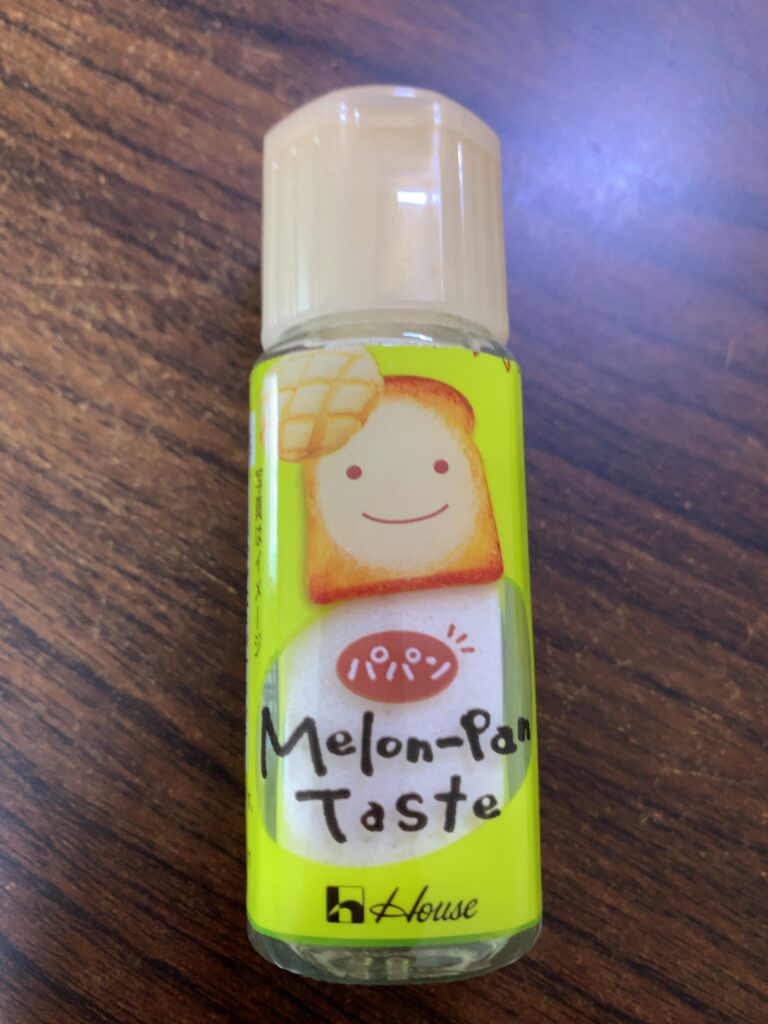 パパン
Melon-Pan
Taste
House